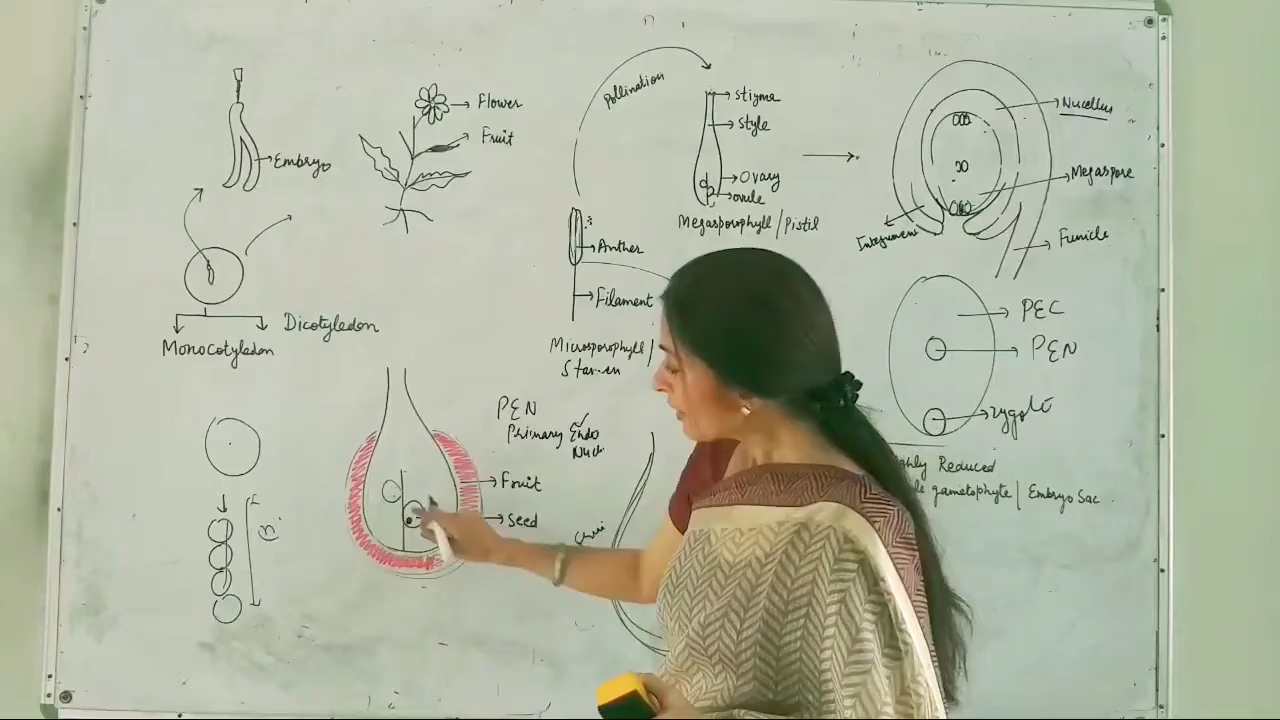 Embryo
Monocotyledon
Dicotyledon
Flower
Fruit
Pollination
Stigma
style
Ovary
ovule
Megasporophyll/Pistil
Anther
Filament
Microsporophyll/
Stamen
Nucellus
Megaspore
Integument
Funicle
PEC
PEN
zygote
Reduced
gametophyte | Embryo Sac
PEN
Primary Endo
Fruit
Seed